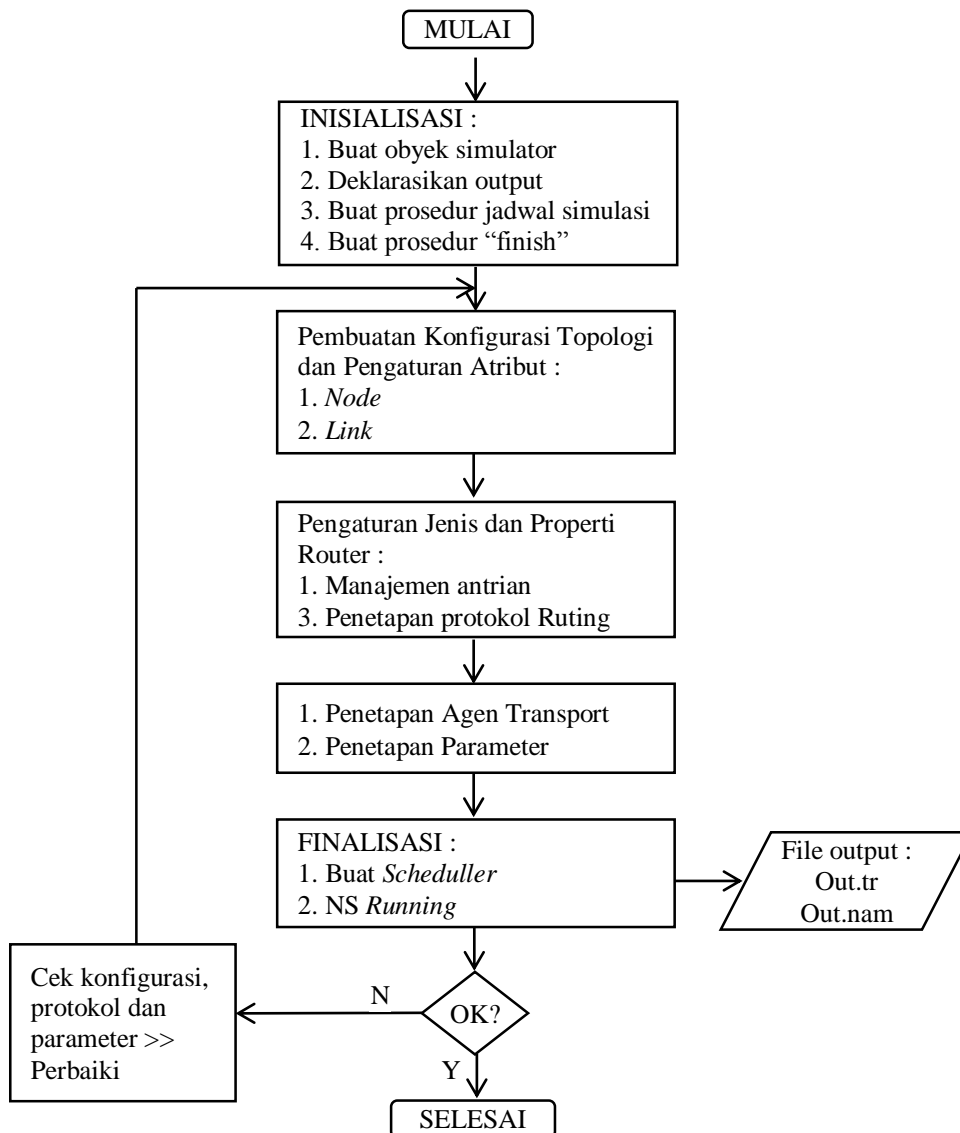 MULAI
INISIALISASI :
1. Buat obyek simulator
2. Deklarasikan output
3. Buat prosedur jadwal simulasi
4. Buat prosedur “finish”
Pembuatan Konfigurasi Topologi
dan Pengaturan Atribut :
1. Node
2. Link
Pengaturan Jenis dan Properti
Router :
1. Manajemen antrian
3. Penetapan protokol Ruting
1. Penetapan Agen Transport
2. Penetapan Parameter
FINALISASI :
1. Buat Scheduller
2. NS Running
File output :
Out.tr
Out.nam
Cek konfigurasi,
protokol dan
parameter >>
Perbaiki
N
OK?
Y
SELESAI